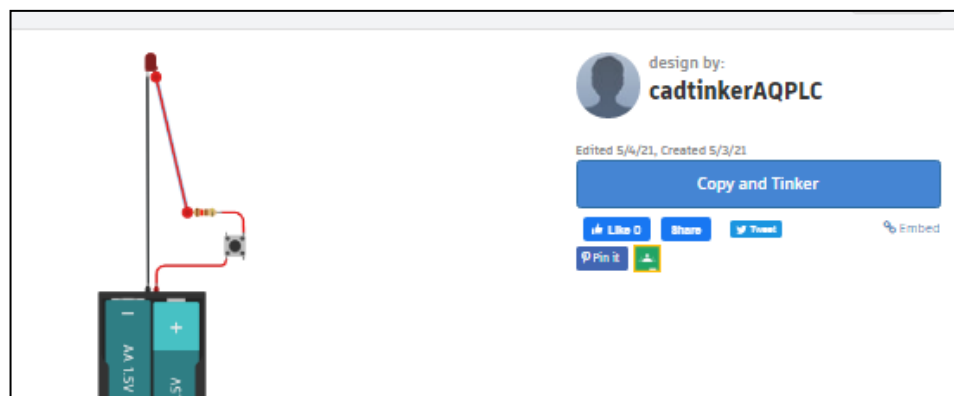 design by:
cadtinkerAQPLC
Edited 5/4/21, Created 5/3/21
Copy and Tinker
Like 0
Share
Tweet
Embed
Pin it
+
AA 1.5V
.5V